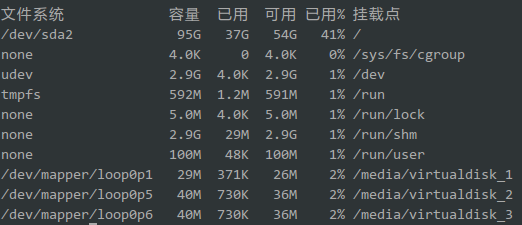 文件系统 容量 已用 可用 已用% 挂载点
/dev/sda2 95G 37G 54G 41% /
none 4.0K 0 4.0K 0% /sys/fs/cgroup
udev 2.9G 4.0K 2.9G 1% /dev
tmpfs 592M 1.2M 591M 1% /run
none 5.0M 4.0K 5.0M 1% /run/lock
none 2.9G 29M 2.9G 1% /run/shm
none 100M 48K 100M 1% /run/user
/dev/mapper/loop0p1 29M 371K 26M 2% /media/virtualdisk_1
/dev/mapper/loop0p5 40M 730K 36M 2% /media/virtualdisk_2
/dev/mapper/loop0p6 40M 730K 36M 2% /media/virtualdisk_3